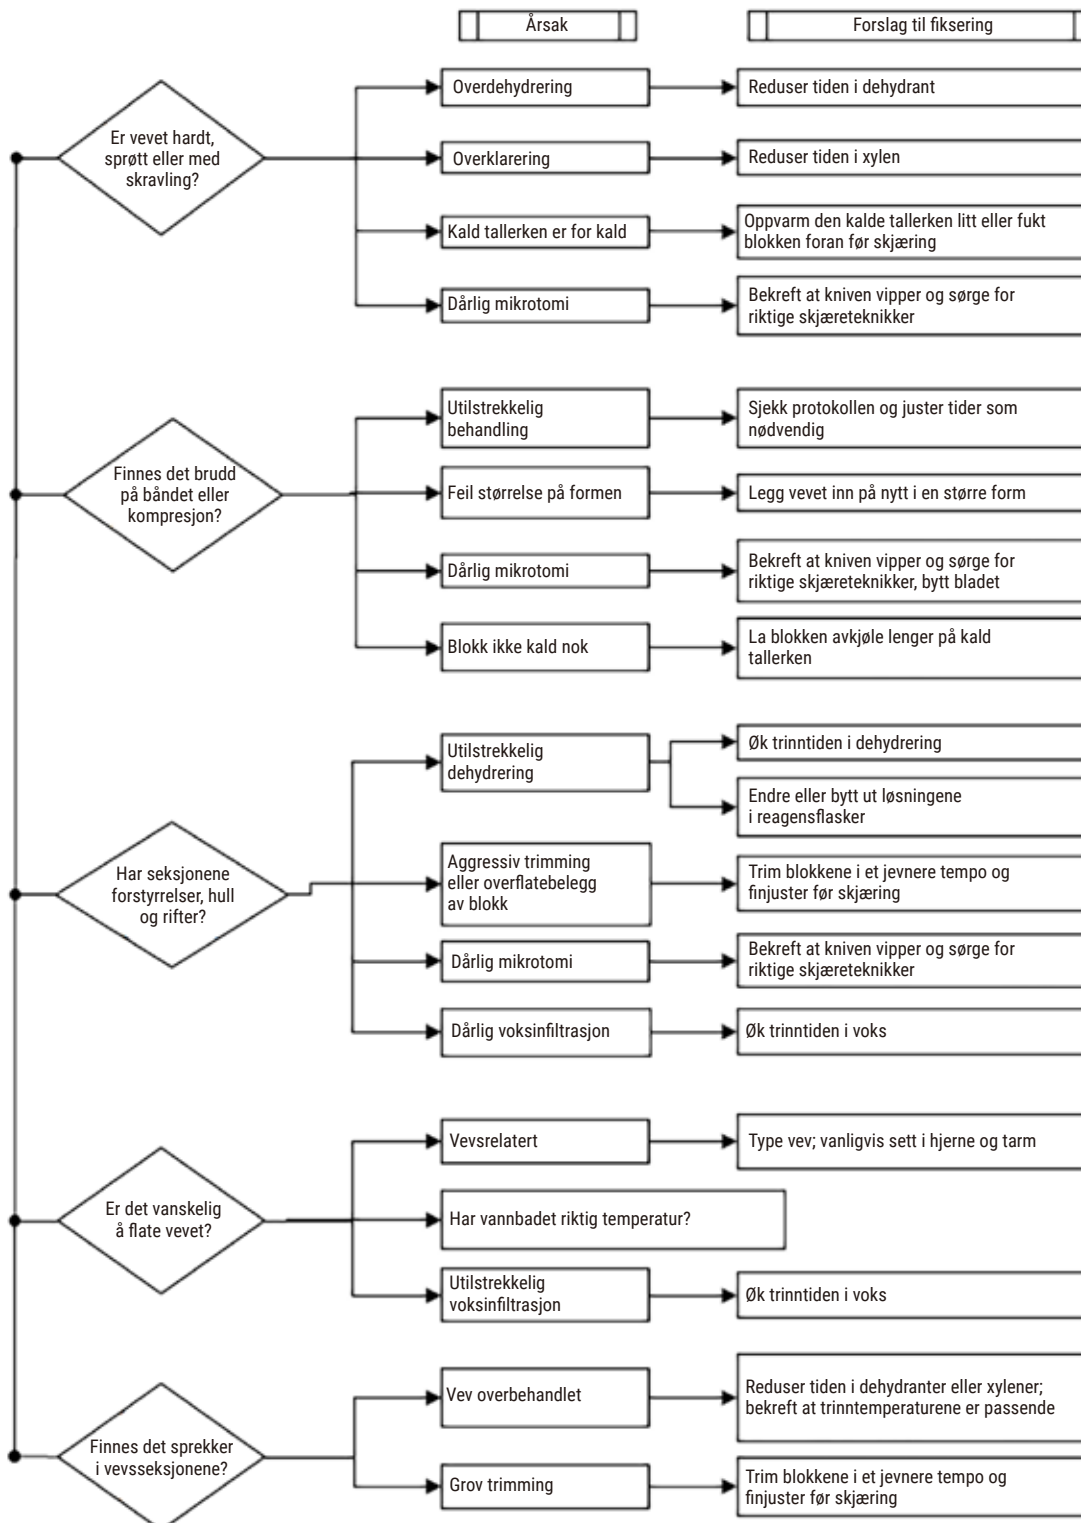 Årsak
Forslag til fiksering
Er vevet hardt,
sprøtt eller med
skravling?
Overdehydrering
Reduser tiden i dehydrant
Overklarering
Reduser tiden i xylen
Kald tallerken er for kald
Oppvarm den kalde tallerken litt eller fukt
blokken foran før skjæring
Dårlig mikrotomi
Bekreft at kniven vipper og sørge for
riktige skjæreteknikker
Finnes det brudd
på båndet eller
kompresjon?
Utilstrekkelig
behandling
Sjekk protokollen og juster tider som
nødvendig
Feil størrelse på formen
Legg vevet inn på nytt i en større form
Dårlig mikrotomi
Bekreft at kniven vipper og sørge for
riktige skjæreteknikker, bytt bladet
Blokk ikke kald nok
La blokken avkjøle lenger på kald
tallerken
Har seksjonene
forstyrrelser, hull
og rifter?
Utilstrekkelig
dehydrering
Øk trinntiden i dehydrering
Endre eller bytt ut løsningene
i reagensflasker
Aggressiv trimming
eller overflatebelegg
av blokk
Trim blokkene i et jevnere tempo og
finjuster før skjæring
Dårlig mikrotomi
Bekreft at kniven vipper og sørge for
riktige skjæreteknikker
Dårlig voksinfiltrasjon
Øk trinntiden i voks
Er det vanskelig
å flate vevet?
Vevsrelatert
Type vev; vanligvis sett i hjerne og tarm
Har vannbadet riktig temperatur?
Utilstrekkelig
voksinfiltrasjon
Øk trinntiden i voks
Finnes det sprekker
i vevsseksjonene?
Vev overbehandlet
Reduser tiden i dehydranter eller xylener;
bekreft at trinntemperaturene er passende
Grov trimming
Trim blokkene i et jevnere tempo og
finjuster før skjæring